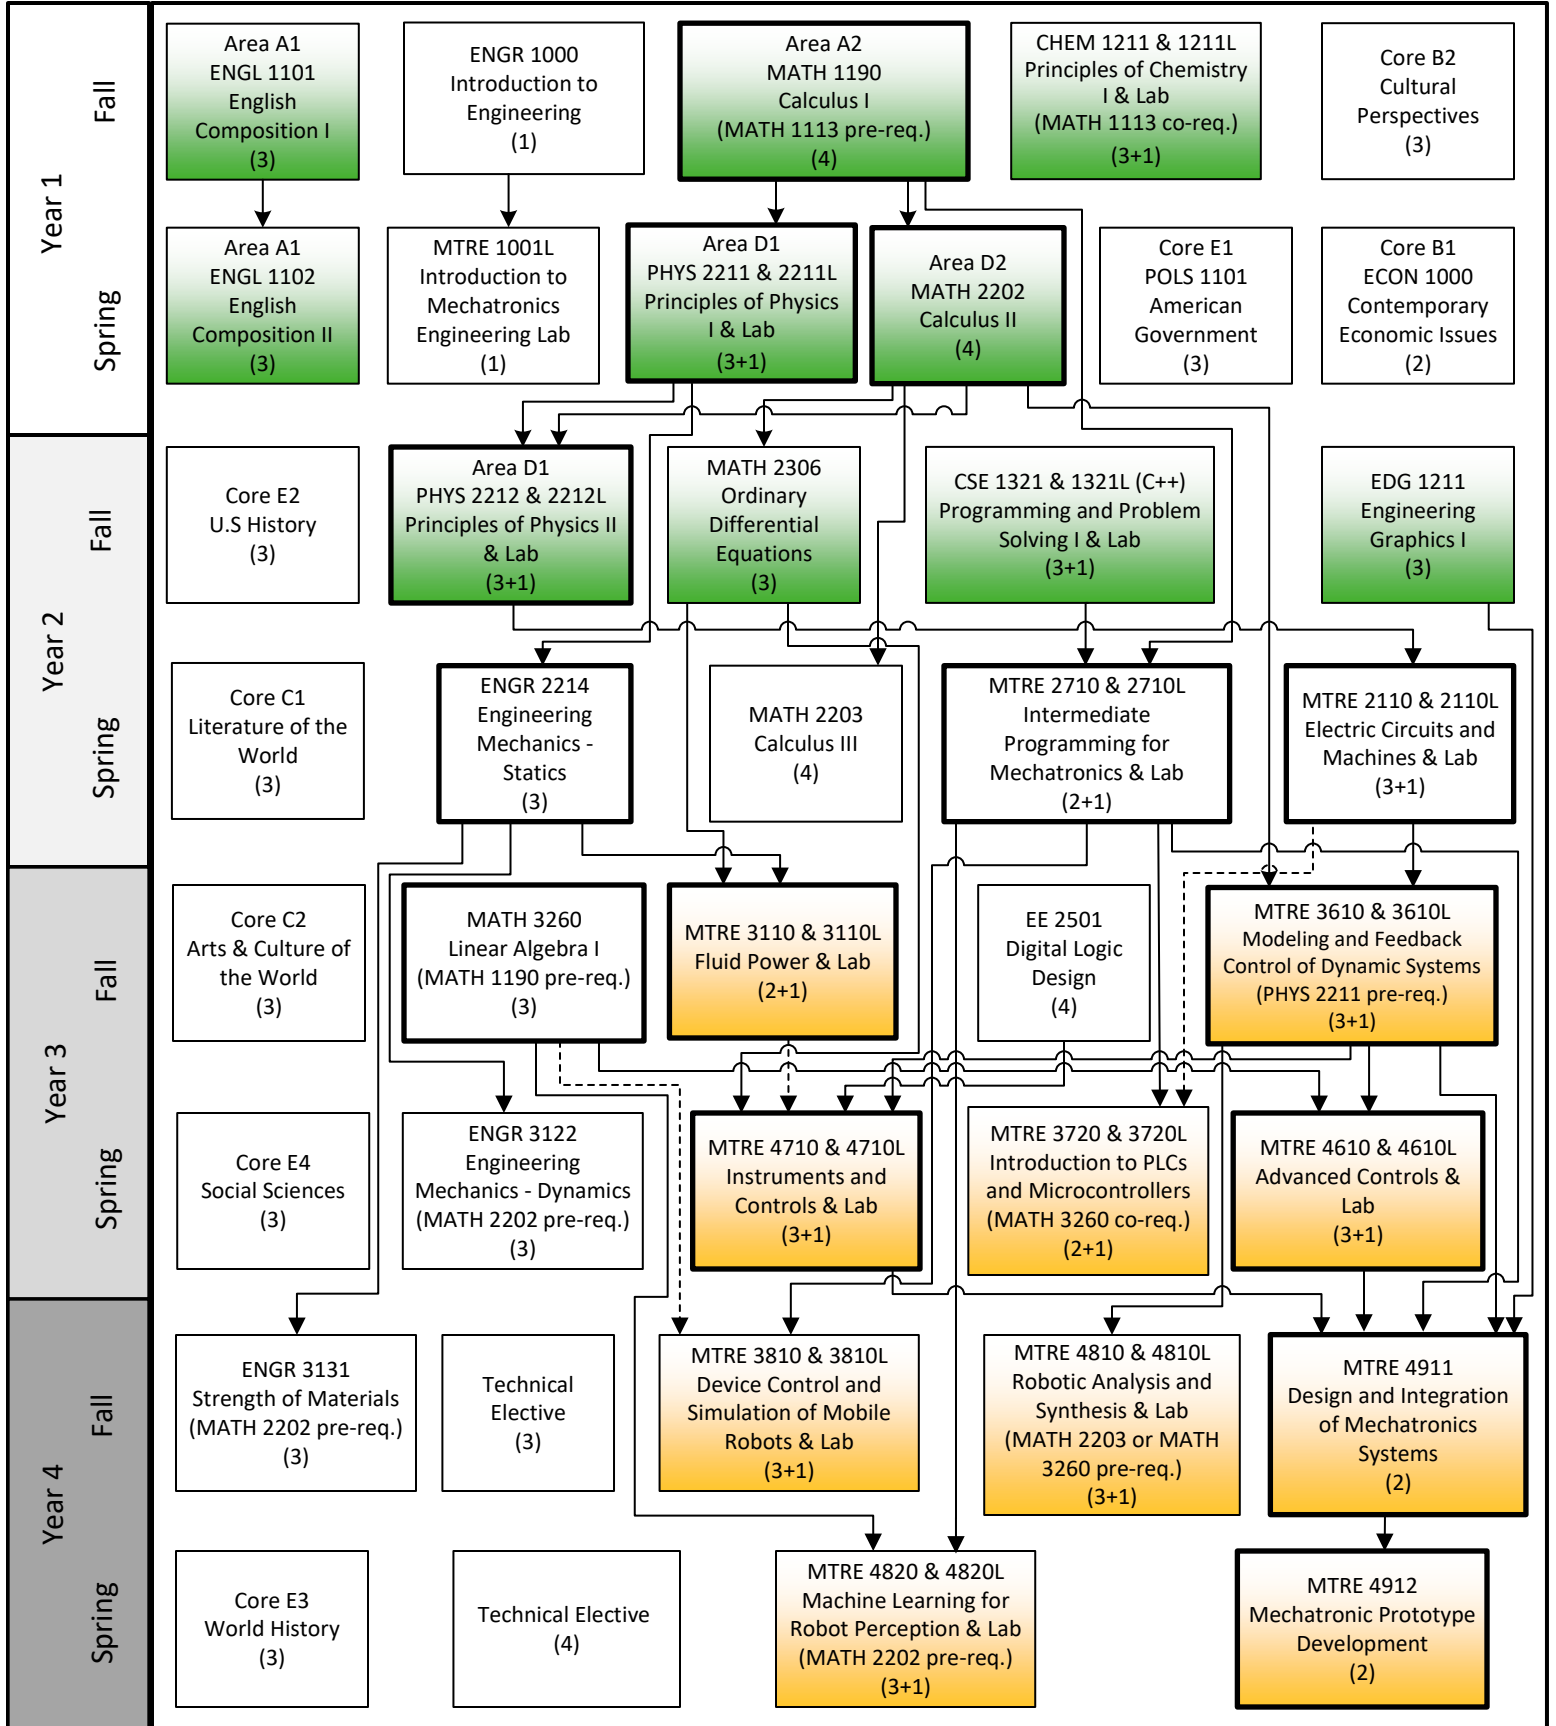 Year 1
Fall
Area A1
ENGL 1101
English
Composition I
(3)
ENGR 1000
Introduction to
Engineering
(1)
Area A2
MATH 1190
Calculus I
(MATH 1113 pre-req.)
(4)
CHEM 1211 & 1211L
Principles of Chemistry
I & Lab
(MATH 1113 co-req.)
(3+1)
Core B2
Cultural
Perspectives
(3)
Spring
Area A1
ENGL 1102
English
Composition II
(3)
MTRE 1001L
Introduction to
Mechatronics
Engineering Lab
(1)
Area D1
PHYS 2211 & 2211L
Principles of Physics
I & Lab
(3+1)
Area D2
MATH 2202
Calculus II
(4)
Core E1
POLS 1101
American
Government
(3)
Core B1
ECON 1000
Contemporary
Economic Issues
(2)
Year 2
Fall
Core E2
U.S History
(3)
Area D1
PHYS 2212 & 2212L
Principles of Physics II
& Lab
(3+1)
MATH 2306
Ordinary
Differential
Equations
(3)
CSE 1321 & 1321L (C++)
Programming and Problem
Solving I & Lab
(3+1)
EDG 1211
Engineering
Graphics I
(3)
Spring
Core C1
Literature of the
World
(3)
ENGR 2214
Engineering
Mechanics -
Statics
(3)
MATH 2203
Calculus III
(4)
MTRE 2710 & 2710L
Intermediate
Programming for
Mechatronics & Lab
(2+1)
MTRE 2110 & 2110L
Electric Circuits and
Machines & Lab
(3+1)
Year 3
Fall
Core C2
Arts & Culture of
the World
(3)
MATH 3260
Linear Algebra I
(MATH 1190 pre-req.)
(3)
MTRE 3110 & 3110L
Fluid Power & Lab
(2+1)
EE 2501
Digital Logic
Design
(4)
MTRE 3610 & 3610L
Modeling and Feedback
Control of Dynamic Systems
(PHYS 2211 pre-req.)
(3+1)
Spring
Core E4
Social Sciences
(3)
ENGR 3122
Engineering
Mechanics - Dynamics
(MATH 2202 pre-req.)
(3)
MTRE 4710 & 4710L
Instruments and
Controls & Lab
(3+1)
MTRE 3720 & 3720L
Introduction to PLCs
and Microcontrollers
(MATH 3260 co-req.)
(2+1)
MTRE 4610 & 4610L
Advanced Controls &
Lab
(3+1)
Year 4
Fall
ENGR 3131
Strength of Materials
(MATH 2202 pre-req.)
(3)
Technical
Elective
(3)
MTRE 3810 & 3810L
Device Control and
Simulation of Mobile
Robots & Lab
(3+1)
MTRE 4810 & 4810L
Robotic Analysis and
Synthesis & Lab
(MATH 2203 or MATH
3260 pre-req.)
(3+1)
MTRE 4911
Design and Integration
of Mechatronics
Systems
(2)
Spring
Core E3
World History
(3)
Technical Elective
(4)
MTRE 4820 & 4820L
Machine Learning for
Robot Perception & Lab
(MATH 2202 pre-req.)
(3+1)
MTRE 4912
Mechatronic Prototype
Development
(2)